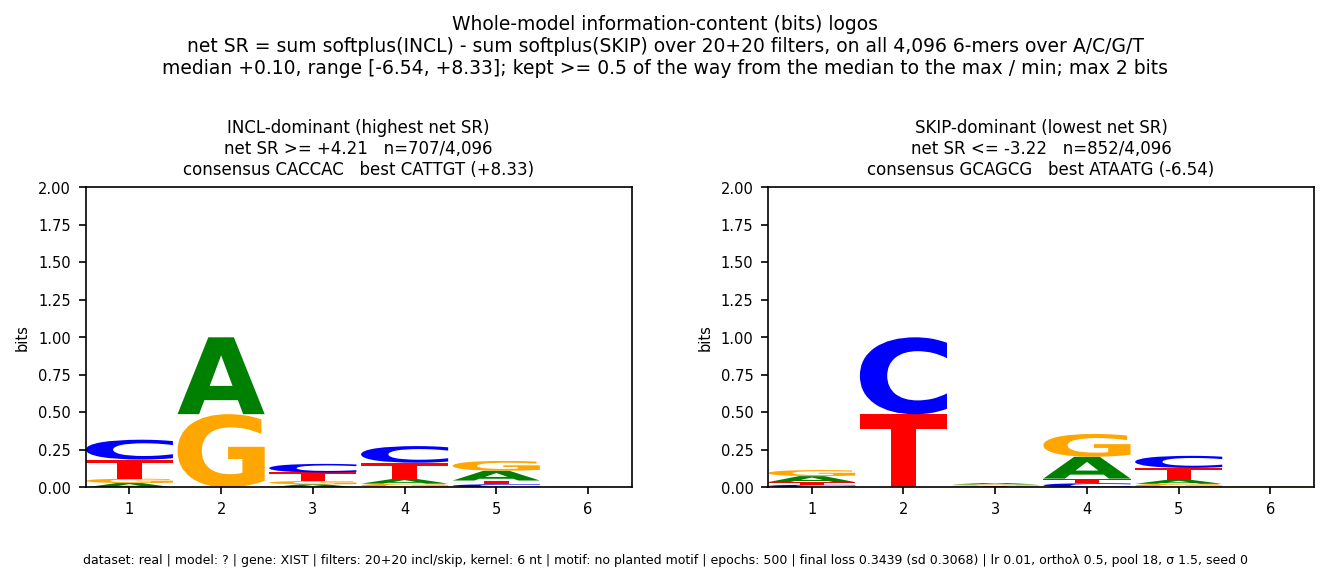 Whole-model information-content (bits) logos
net SR = sum softplus(INCL) - sum softplus(SKIP) over 20+20 filters, on all 4,096 6-mers over A/C/G/T
median +0.10, range [-6.54, +8.33]; kept >= 0.5 of the way from the median to the max / min; max 2 bits
INCL-dominant (highest net SR)
net SR >= +4.21 n=707/4,096
consensus CACCAC best CATTGT (+8.33)
2.00
1.75
1.50
1.25
1.00
0.75
0.50
0.25
0.00
bits
C T G A
A G
C T G A
C T A G
G A T C
1 2 3 4 5 6
SKIP-dominant (lowest net SR)
net SR <= -3.22 n=852/4,096
consensus GCAGCG best ATAATG (-6.54)
2.00
1.75
1.50
1.25
1.00
0.75
0.50
0.25
0.00
bits
G A T C
C T
G A T C
C T A G
1 2 3 4 5 6
dataset: real | model: ? | gene: XIST | filters: 20+20 incl/skip, kernel: 6 nt | motif: no planted motif | epochs: 500 | final loss 0.3439 (sd 0.3068) | lr 0.01, orthoλ 0.5, pool 18, σ 1.5, seed 0